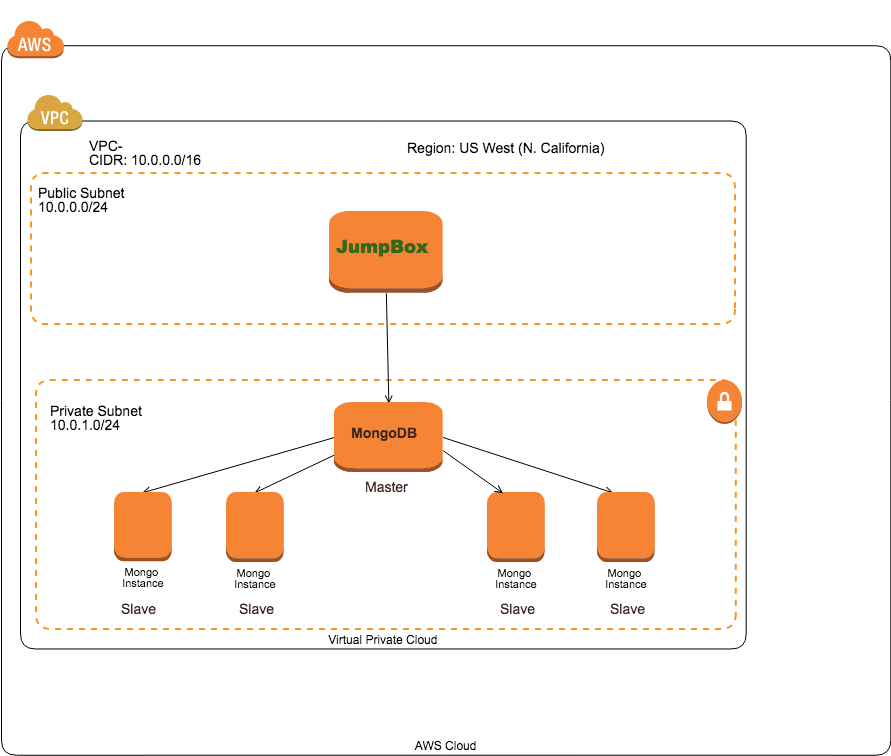 AWS
VPC
VPC-
CIDR: 10.0.0.0/16
Region: US West (N. California)
Public Subnet
10.0.0.0/24
JumpBox
Private Subnet
10.0.1.0/24
MongoDB
Master
Mongo
Instance
Slave
Mongo
Instance
Slave
Mongo
Instance
Slave
Mongo
Instance
Slave
Virtual Private Cloud
AWS Cloud